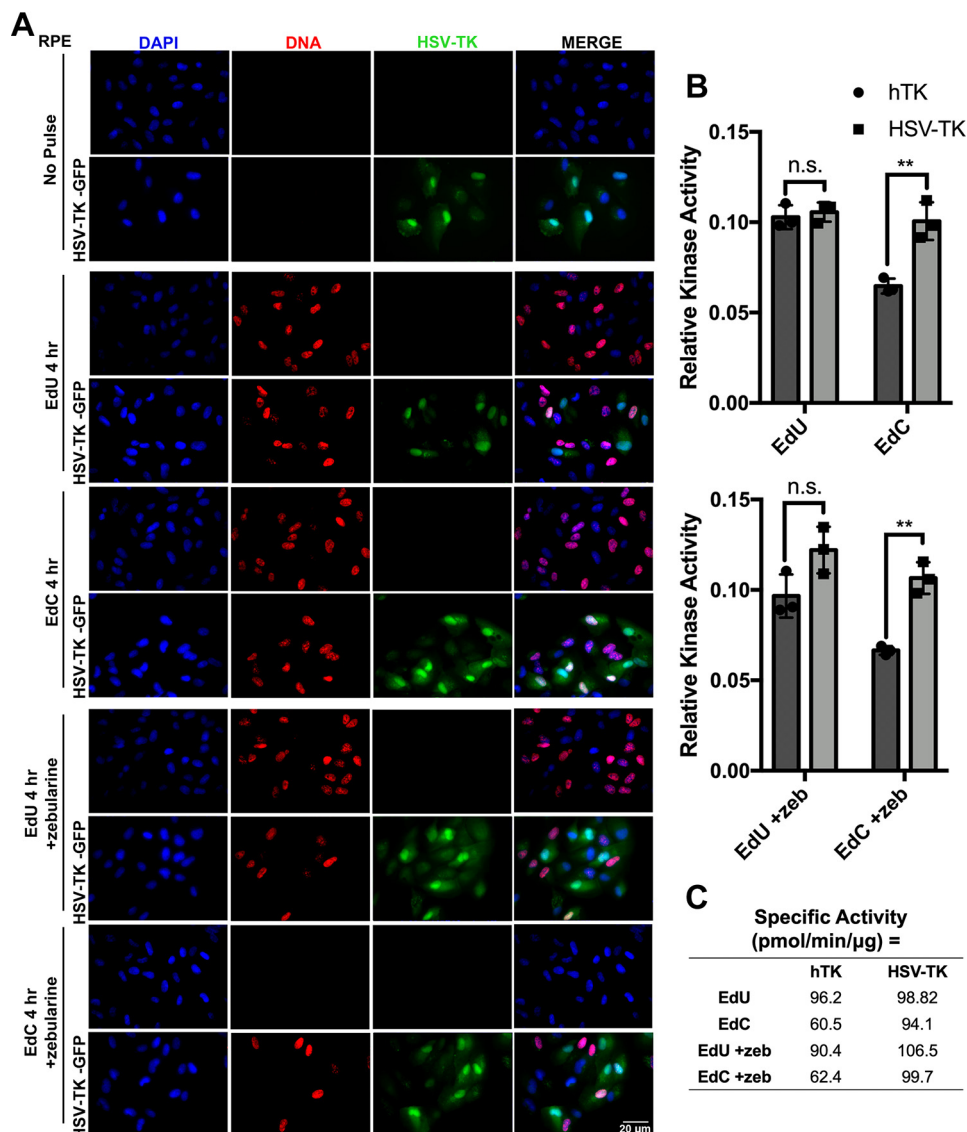 A
RPE
DAPI
DNA
HSV-TK
MERGE
No Pulse
HSV-TK -GFP
EdU 4 hr
HSV-TK -GFP
EdC 4 hr
HSV-TK -GFP
EdU 4 hr
+zebularine
HSV-TK -GFP
EdC 4 hr
+zebularine
HSV-TK -GFP
20 µm
B
hTK
HSV-TK
Relative Kinase Activity
0.15
0.10
0.05
0.00
n.s.
**
EdU
EdC
Relative Kinase Activity
0.15
0.10
0.05
0.00
n.s.
**
EdU +zeb
EdC +zeb
C
Specific Activity
(pmol/min/µg) =
hTK HSV-TK
EdU 96.2 98.82
EdC 60.5 94.1
EdU +zeb 90.4 106.5
EdC +zeb 62.4 99.7